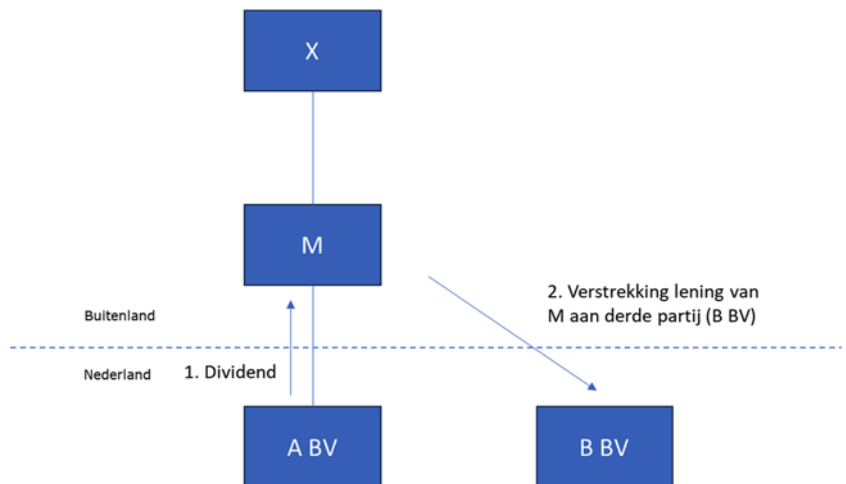 X
M
2. Verstrekking lening van
M aan derde partij (B BV)
Buitenland
Nederland
1. Dividend
A BV
B BV